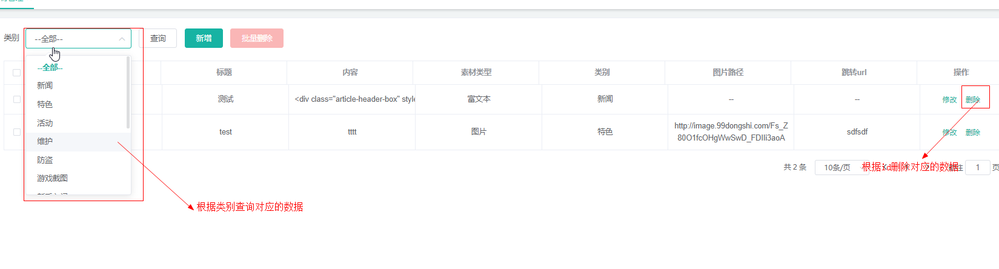 类别
--全部--
查询
新增
批量删除
--全部--
新闻
特色
活动
维护
防盗
游戏截图
标题
内容
素材类型
类别
图片路径
跳转url
操作
测试
<div class="article-header-box" style
富文本
新闻
--
--
修改
删除
test
tttt
图片
特色
http://image.99dongshi.com/Fs_Z
80O1fcOHgWwSwD_FDIIi3aoA
sdfsdf
修改
删除
共 2 条
10条/页
根据id删除对应的数据
1
页
根据类别查询对应的数据